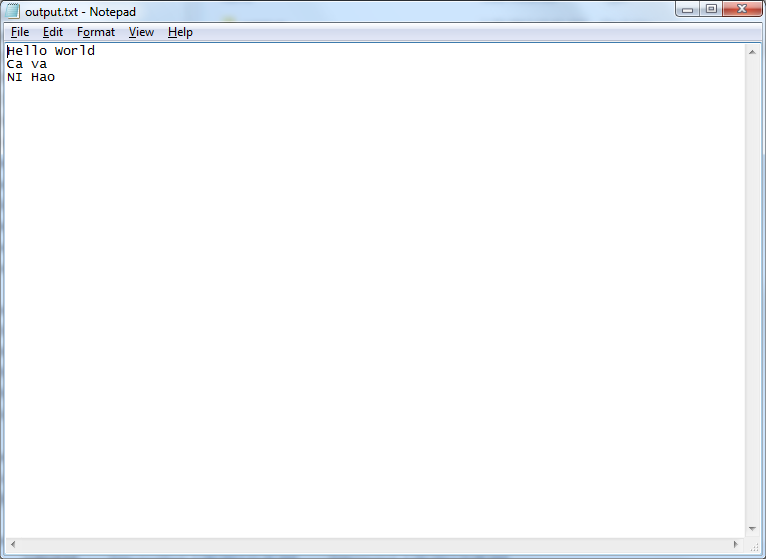 output.txt - Notepad
File Edit Format View Help
Hello World
Ca va
NI Hao